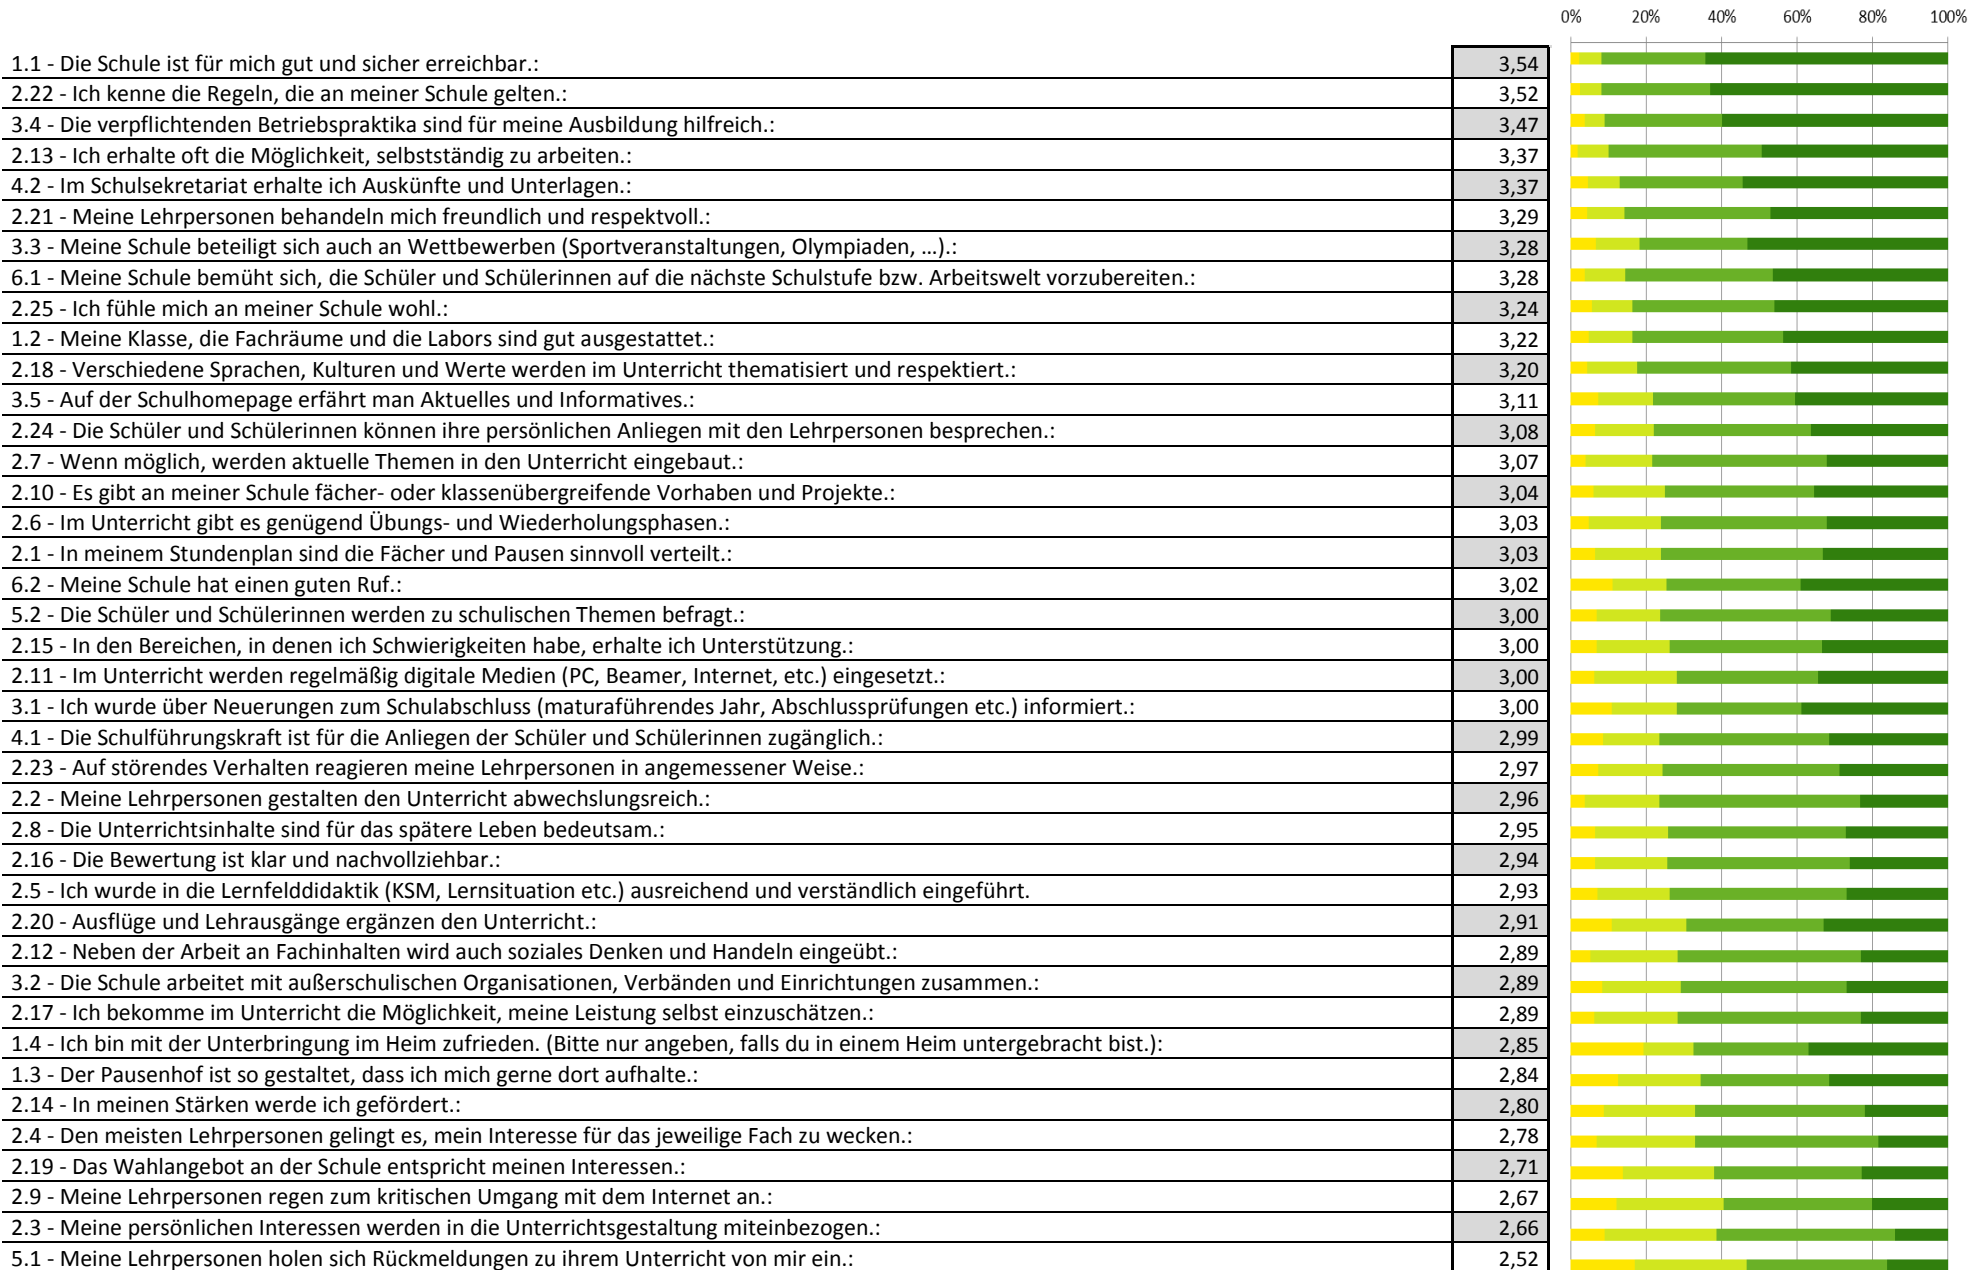 0% 20% 40% 60% 80% 100%
1.1 - Die Schule ist für mich gut und sicher erreichbar.: 3,54
2.22 - Ich kenne die Regeln, die an meiner Schule gelten.: 3,52
3.4 - Die verpflichtenden Betriebspraktika sind für meine Ausbildung hilfreich.: 3,47
2.13 - Ich erhalte oft die Möglichkeit, selbstständig zu arbeiten.: 3,37
4.2 - Im Schulsekretariat erhalte ich Auskünfte und Unterlagen.: 3,37
2.21 - Meine Lehrpersonen behandeln mich freundlich und respektvoll.: 3,29
3.3 - Meine Schule beteiligt sich auch an Wettbewerben (Sportveranstaltungen, Olympiaden, …).: 3,28
6.1 - Meine Schule bemüht sich, die Schüler und Schülerinnen auf die nächste Schulstufe bzw. Arbeitswelt vorzubereiten.: 3,28
2.25 - Ich fühle mich an meiner Schule wohl.: 3,24
1.2 - Meine Klasse, die Fachräume und die Labors sind gut ausgestattet.: 3,22
2.18 - Verschiedene Sprachen, Kulturen und Werte werden im Unterricht thematisiert und respektiert.: 3,20
3.5 - Auf der Schulhomepage erfährt man Aktuelles und Informatives.: 3,11
2.24 - Die Schüler und Schülerinnen können ihre persönlichen Anliegen mit den Lehrpersonen besprechen.: 3,08
2.7 - Wenn möglich, werden aktuelle Themen in den Unterricht eingebaut.: 3,07
2.10 - Es gibt an meiner Schule fächer- oder klassenübergreifende Vorhaben und Projekte.: 3,04
2.6 - Im Unterricht gibt es genügend Übungs- und Wiederholungsphasen.: 3,03
2.1 - In meinem Stundenplan sind die Fächer und Pausen sinnvoll verteilt.: 3,03
6.2 - Meine Schule hat einen guten Ruf.: 3,02
5.2 - Die Schüler und Schülerinnen werden zu schulischen Themen befragt.: 3,00
2.15 - In den Bereichen, in denen ich Schwierigkeiten habe, erhalte ich Unterstützung.: 3,00
2.11 - Im Unterricht werden regelmäßig digitale Medien (PC, Beamer, Internet, etc.) eingesetzt.: 3,00
3.1 - Ich wurde über Neuerungen zum Schulabschluss (maturaführendes Jahr, Abschlussprüfungen etc.) informiert.: 3,00
4.1 - Die Schulführungskraft ist für die Anliegen der Schüler und Schülerinnen zugänglich.: 2,99
2.23 - Auf störendes Verhalten reagieren meine Lehrpersonen in angemessener Weise.: 2,97
2.2 - Meine Lehrpersonen gestalten den Unterricht abwechslungsreich.: 2,96
2.8 - Die Unterrichtsinhalte sind für das spätere Leben bedeutsam.: 2,95
2.16 - Die Bewertung ist klar und nachvollziehbar.: 2,94
2.5 - Ich wurde in die Lernfelddidaktik (KSM, Lernsituation etc.) ausreichend und verständlich eingeführt. 2,93
2.20 - Ausflüge und Lehrausgänge ergänzen den Unterricht.: 2,91
2.12 - Neben der Arbeit an Fachinhalten wird auch soziales Denken und Handeln eingeübt.: 2,89
3.2 - Die Schule arbeitet mit außerschulischen Organisationen, Verbänden und Einrichtungen zusammen.: 2,89
2.17 - Ich bekomme im Unterricht die Möglichkeit, meine Leistung selbst einzuschätzen.: 2,89
1.4 - Ich bin mit der Unterbringung im Heim zufrieden. (Bitte nur angeben, falls du in einem Heim untergebracht bist.): 2,85
1.3 - Der Pausenhof ist so gestaltet, dass ich mich gerne dort aufhalte.: 2,84
2.14 - In meinen Stärken werde ich gefördert.: 2,80
2.4 - Den meisten Lehrpersonen gelingt es, mein Interesse für das jeweilige Fach zu wecken.: 2,78
2.19 - Das Wahlangebot an der Schule entspricht meinen Interessen.: 2,71
2.9 - Meine Lehrpersonen regen zum kritischen Umgang mit dem Internet an.: 2,67
2.3 - Meine persönlichen Interessen werden in die Unterrichtsgestaltung miteinbezogen.: 2,66
5.1 - Meine Lehrpersonen holen sich Rückmeldungen zu ihrem Unterricht von mir ein.: 2,52